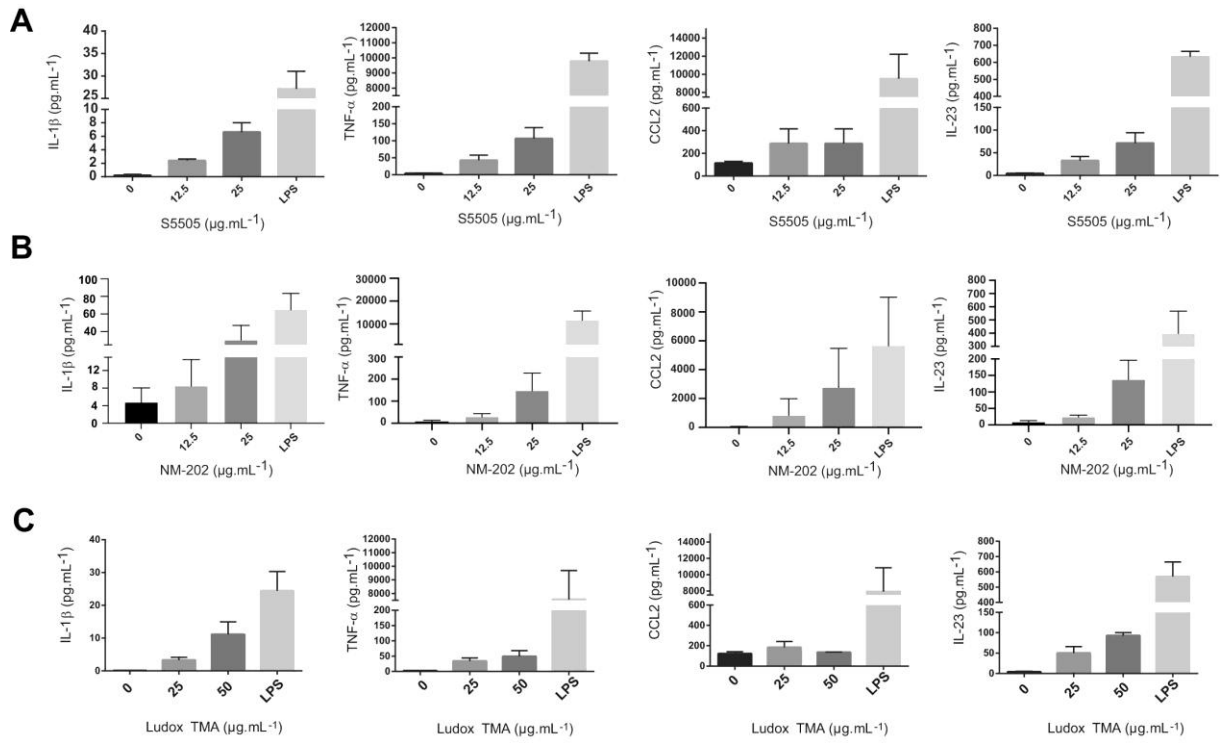 A
IL-1β (pg.mL⁻¹)
40
35
30
25
10
8
6
4
2
0
0 12.5 25 LPS
S5505 (µg.mL⁻¹)
TNF-α (pg.mL⁻¹)
12000
11000
10000
9000
8000
7000
6000
5000
200
150
100
50
0
0 12.5 25 LPS
S5505 (µg.mL⁻¹)
CCL2 (pg.mL⁻¹)
14000
12000
10000
8000
600
400
200
0
0 12.5 25 LPS
IL-23 (pg.mL⁻¹)
800
700
600
500
400
300
200
150
100
50
0
0 12.5 25 LPS
S5505 (µg.mL⁻¹)
B
IL-1β (pg.mL⁻¹)
100
80
60
40
16
12
8
4
0
0 12.5 25 LPS
NM-202 (µg.mL⁻¹)
TNF-α (pg.mL⁻¹)
30000
20000
10000
300
200
100
0
0 12.5 25 LPS
NM-202 (µg.mL⁻¹)
CCL2 (pg.mL⁻¹)
10000
8000
6000
4000
2000
0
0 12.5 25 LPS
NM-202 (µg.mL⁻¹)
IL-23 (pg.mL⁻¹)
800
700
600
500
400
300
200
150
100
50
0
0 12.5 25 LPS
NM-202 (µg.mL⁻¹)
C
IL-1β (pg.mL⁻¹)
40
30
20
10
0
0 25 50 LPS
Ludox TMA (µg.mL⁻¹)
TNF-α (pg.mL⁻¹)
12000
11000
10000
9000
8000
200
150
100
50
0
0 25 50 LPS
Ludox TMA (µg.mL⁻¹)
CCL2 (pg.mL⁻¹)
14000
12000
10000
8000
600
400
200
0
0 25 50 LPS
Ludox TMA (µg.mL⁻¹)
IL-23 (pg.mL⁻¹)
800
700
600
500
400
150
100
50
0
0 25 50 LPS
Ludox TMA (µg.mL⁻¹)